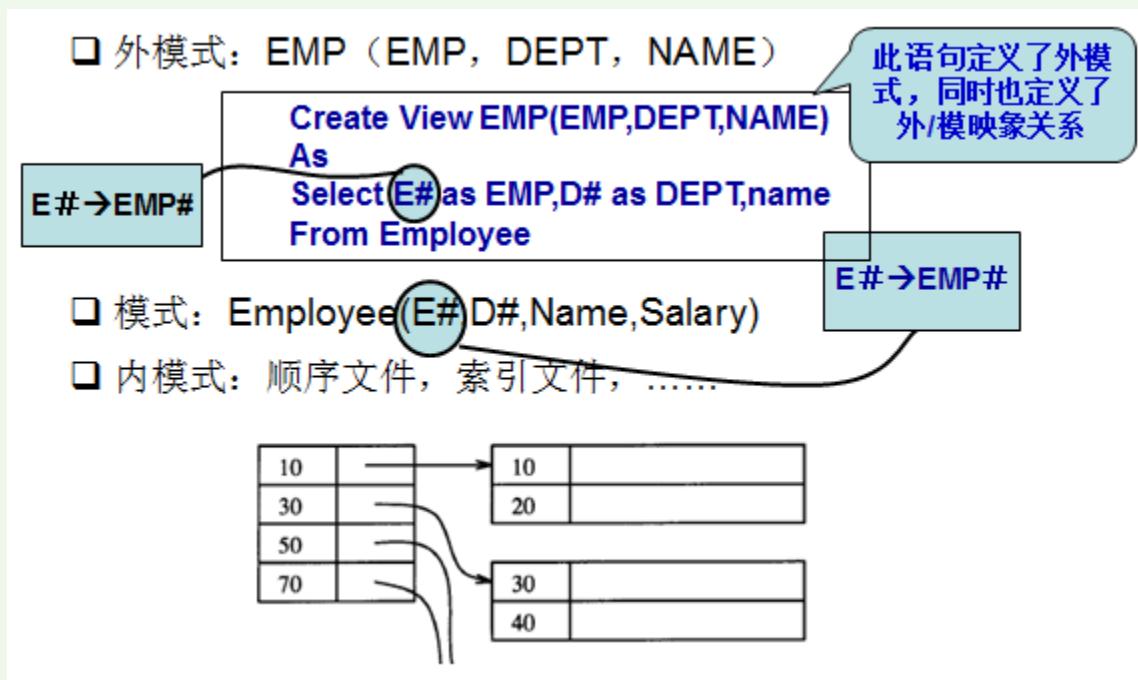 ❑ 外模式：EMP（EMP，DEPT，NAME）
此语句定义了外模
式，同时也定义了
外/模映象关系
Create View EMP(EMP,DEPT,NAME)
As
Select E# as EMP,D# as DEPT,name
From Employee
E#→EMP#
E#→EMP#
❑ 模式：Employee(E#,D#,Name,Salary)
❑ 内模式：顺序文件，索引文件，……
10
30
50
70
10
20
30
40